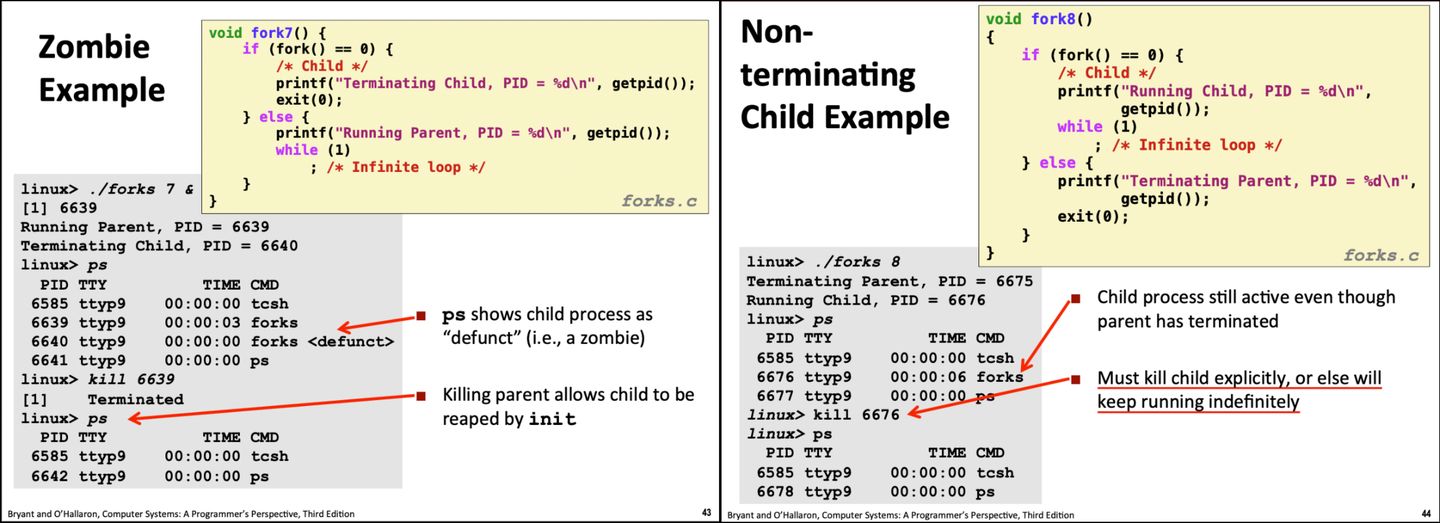 Zombie
Example
void fork7() {
    if (fork() == 0) {
        /* Child */
        printf("Terminating Child, PID = %d\n", getpid());
        exit(0);
    } else {
        printf("Running Parent, PID = %d\n", getpid());
        while (1)
            ; /* Infinite loop */
    }
}
forks.c
linux> ./forks 7 &
[1] 6639
Running Parent, PID = 6639
Terminating Child, PID = 6640
linux> ps
  PID TTY          TIME CMD
 6585 ttyp9    00:00:00 tcsh
 6639 ttyp9    00:00:03 forks
 6640 ttyp9    00:00:00 forks <defunct>
 6641 ttyp9    00:00:00 ps
linux> kill 6639
[1]    Terminated
linux> ps
  PID TTY          TIME CMD
 6585 ttyp9    00:00:00 tcsh
 6642 ttyp9    00:00:00 ps
■ ps shows child process as
“defunct” (i.e., a zombie)
■ Killing parent allows child to be
reaped by init
Bryant and O’Hallaron, Computer Systems: A Programmer’s Perspective, Third Edition
43
Non-
terminating
Child Example
void fork8()
{
    if (fork() == 0) {
        /* Child */
        printf("Running Child, PID = %d\n",
               getpid());
        while (1)
            ; /* Infinite loop */
    } else {
        printf("Terminating Parent, PID = %d\n",
               getpid());
        exit(0);
    }
}
forks.c
linux> ./forks 8
Terminating Parent, PID = 6675
Running Child, PID = 6676
linux> ps
  PID TTY          TIME CMD
 6585 ttyp9    00:00:00 tcsh
 6676 ttyp9    00:00:06 forks
 6677 ttyp9    00:00:00 ps
linux> kill 6676
linux> ps
  PID TTY          TIME CMD
 6585 ttyp9    00:00:00 tcsh
 6678 ttyp9    00:00:00 ps
■ Child process still active even though
parent has terminated
■ Must kill child explicitly, or else will
keep running indefinitely
Bryant and O’Hallaron, Computer Systems: A Programmer’s Perspective, Third Edition
44